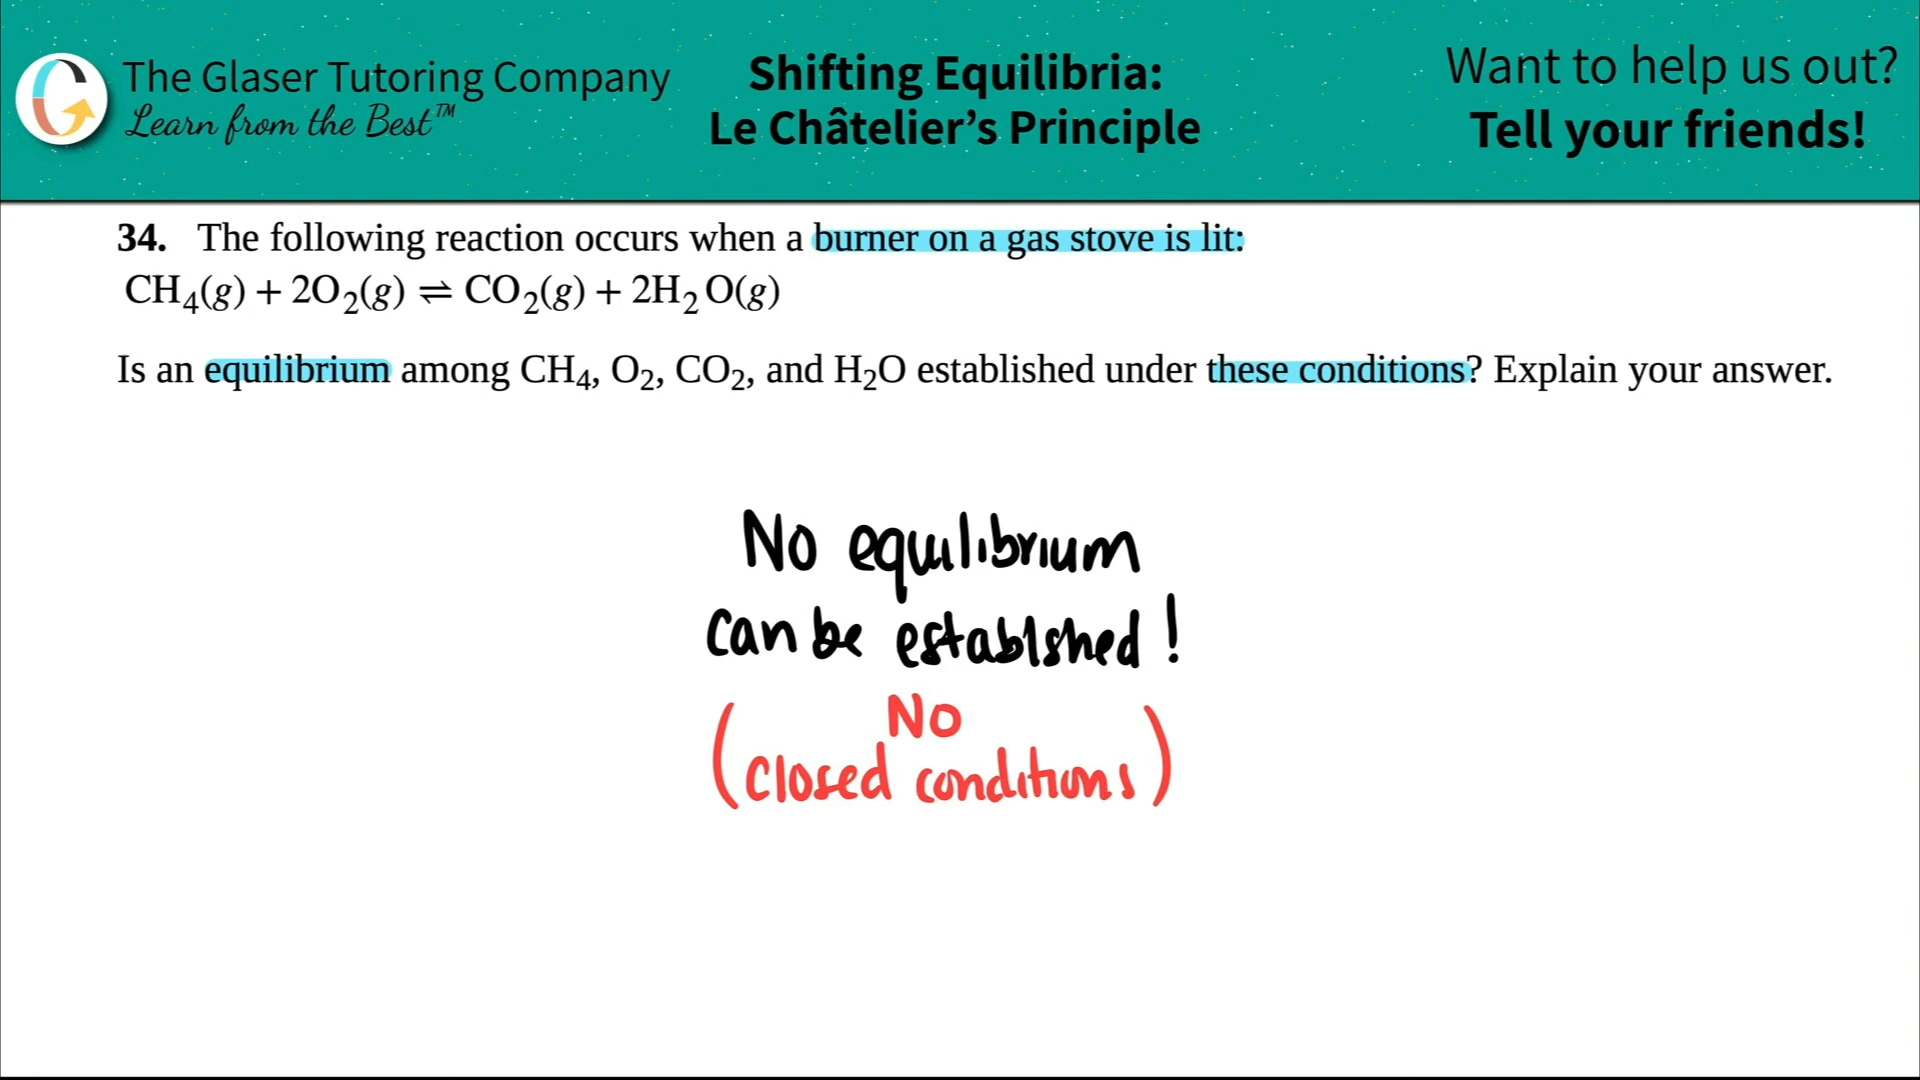 The Glaser Tutoring Company
Learn from the Best™
Shifting Equilibria:
Le Châtelier’s Principle
Want to help us out?
Tell your friends!
34. The following reaction occurs when a burner on a gas stove is lit:
CH₄(g) + 2O₂(g) ⇌ CO₂(g) + 2H₂O(g)
Is an equilibrium among CH₄, O₂, CO₂, and H₂O established under these conditions? Explain your answer.
No equilibrium
can be establshed!
(NO
closed conditions)